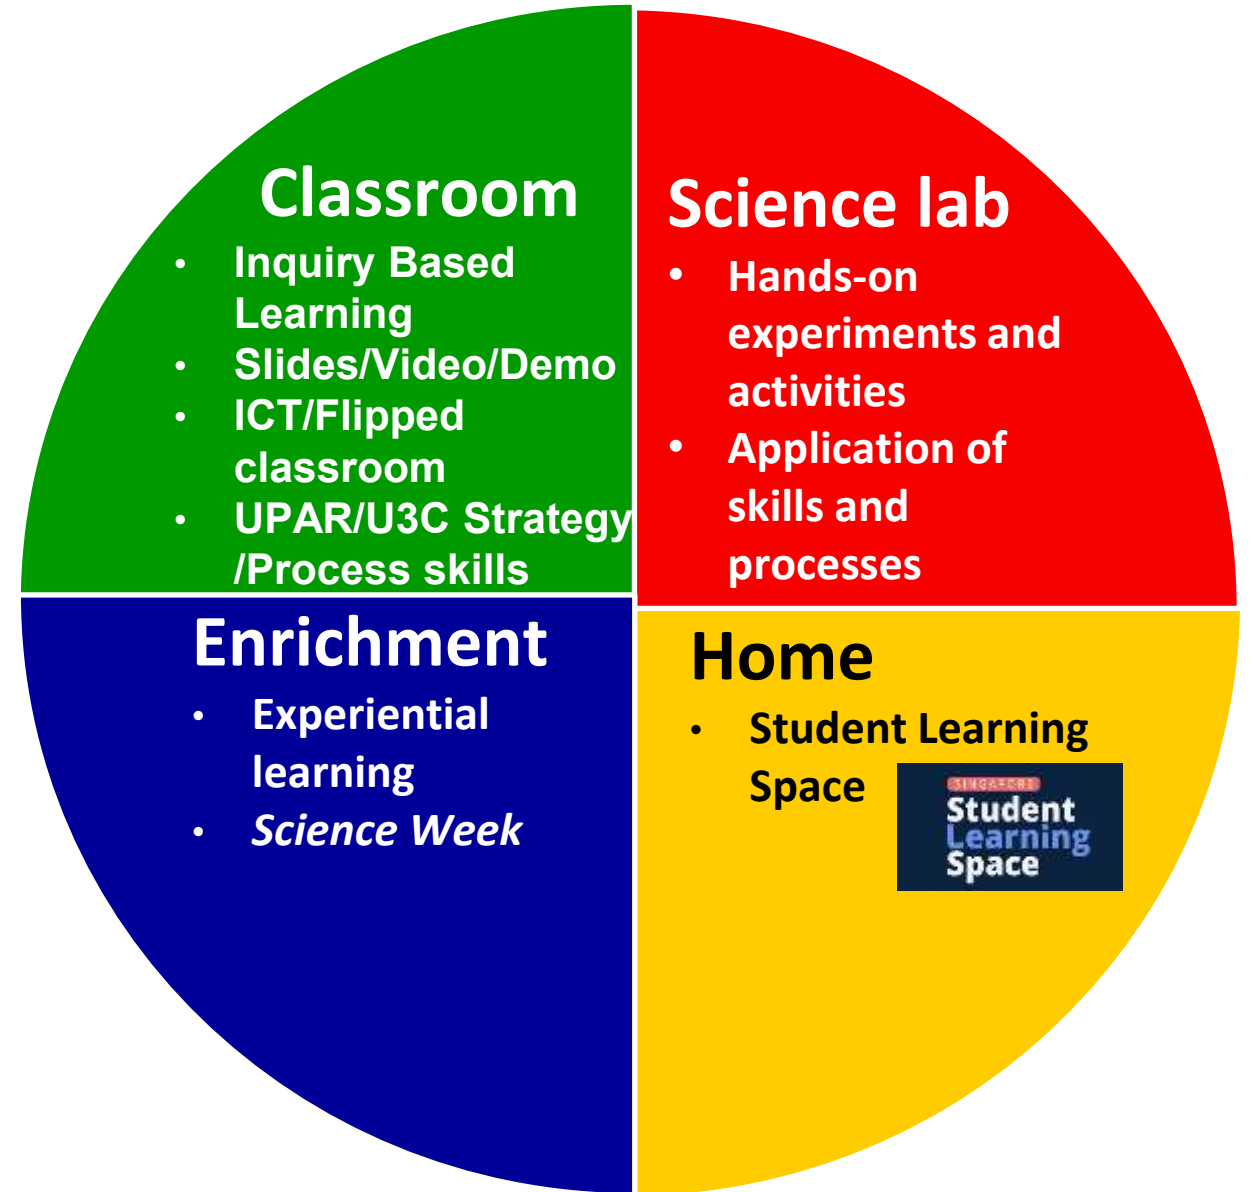 Classroom
• Inquiry Based
Learning
• Slides/Video/Demo
• ICT/Flipped
classroom
• UPAR/U3C Strategy
/Process skills
Science lab
• Hands-on
experiments and
activities
• Application of
skills and
processes
Enrichment
• Experiential
learning
• Science Week
Home
• Student Learning
Space
SINGAPORE
Student
Learning
Space